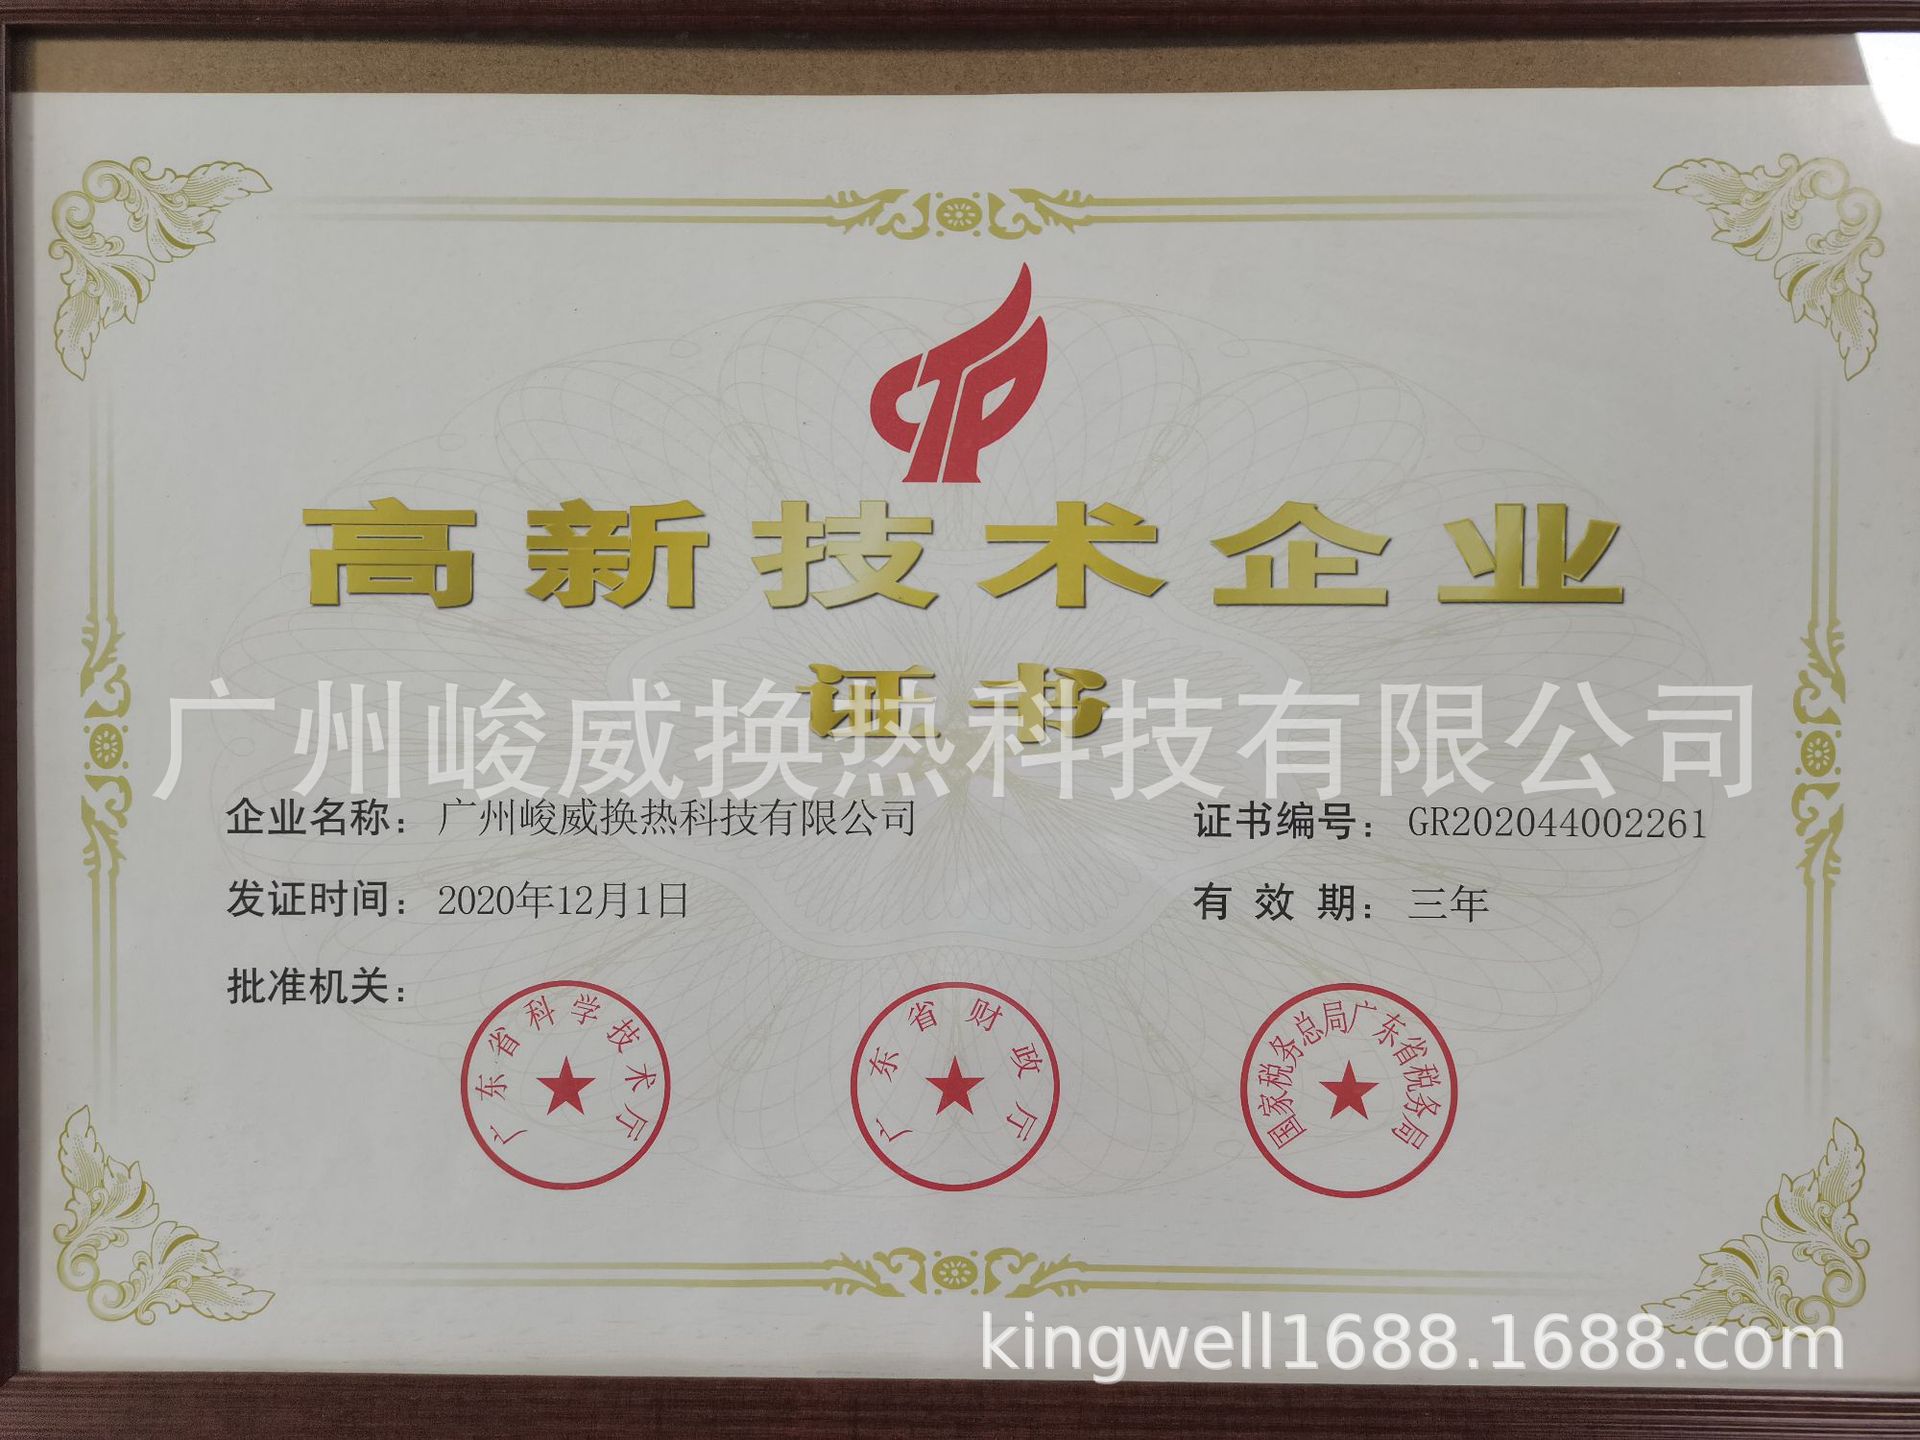 CTP
高新技术企业
证书
广州峻威换热科技有限公司
企业名称：广州峻威换热科技有限公司
证书编号：GR202044002261
发证时间：2020年12月1日
有效期：三年
批准机关：
广东省科学技术厅
广东省财政厅
国家税务总局广东省税务局
kingwell1688.1688.com